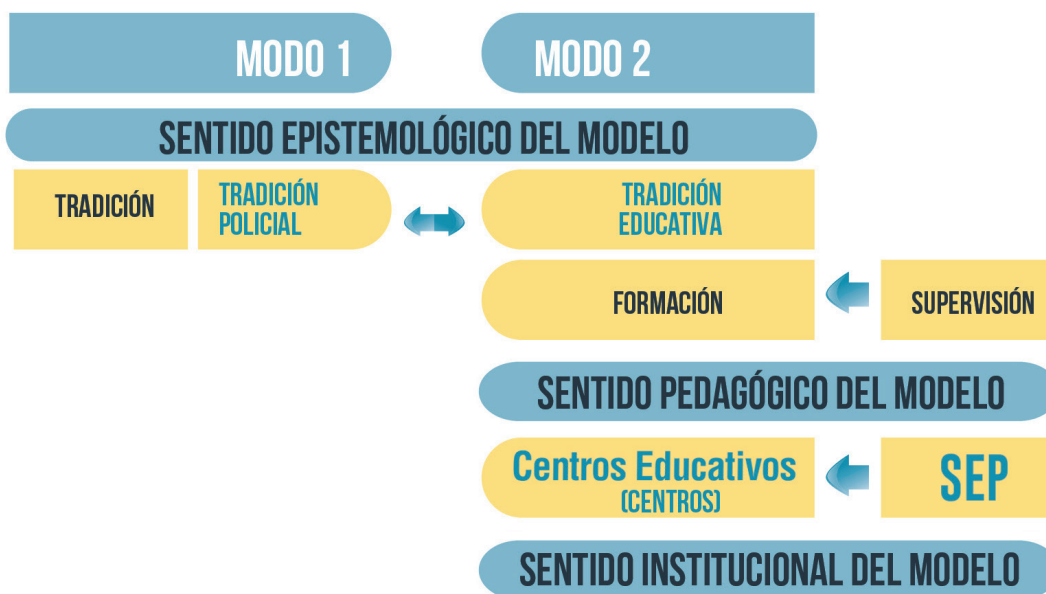 MODO 1
MODO 2
SENTIDO EPISTEMOLÓGICO DEL MODELO
TRADICIÓN
TRADICIÓN
POLICIAL
TRADICIÓN
EDUCATIVA
FORMACIÓN
SUPERVISIÓN
SENTIDO PEDAGÓGICO DEL MODELO
Centros Educativos
(CENTROS)
SEP
SENTIDO INSTITUCIONAL DEL MODELO